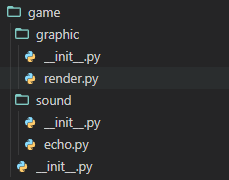 game
graphic
__init__.py
render.py
sound
__init__.py
echo.py
__init__.py